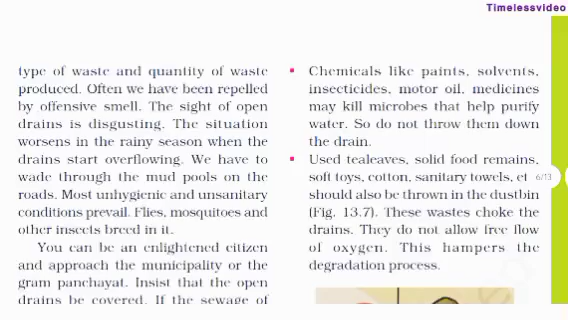 Timelessvideo
type of waste and quantity of waste
produced. Often we have been repelled
by offensive smell. The sight of open
drains is disgusting. The situation
worsens in the rainy season when the
drains start overflowing. We have to
wade through the mud pools on the
roads. Most unhygienic and unsanitary
conditions prevail. Flies, mosquitoes and
other insects breed in it.
You can be an enlightened citizen
and approach the municipality or the
gram panchayat. Insist that the open
drains be covered. If the sewage of
Chemicals like paints, solvents,
insecticides, motor oil, medicines
may kill microbes that help purify
water. So do not throw them down
the drain.
Used tealeaves, solid food remains,
soft toys, cotton, sanitary towels, et
should also be thrown in the dustbin
(Fig. 13.7). These wastes choke the
drains. They do not allow free flow
of oxygen. This hampers the
degradation process.
6/13